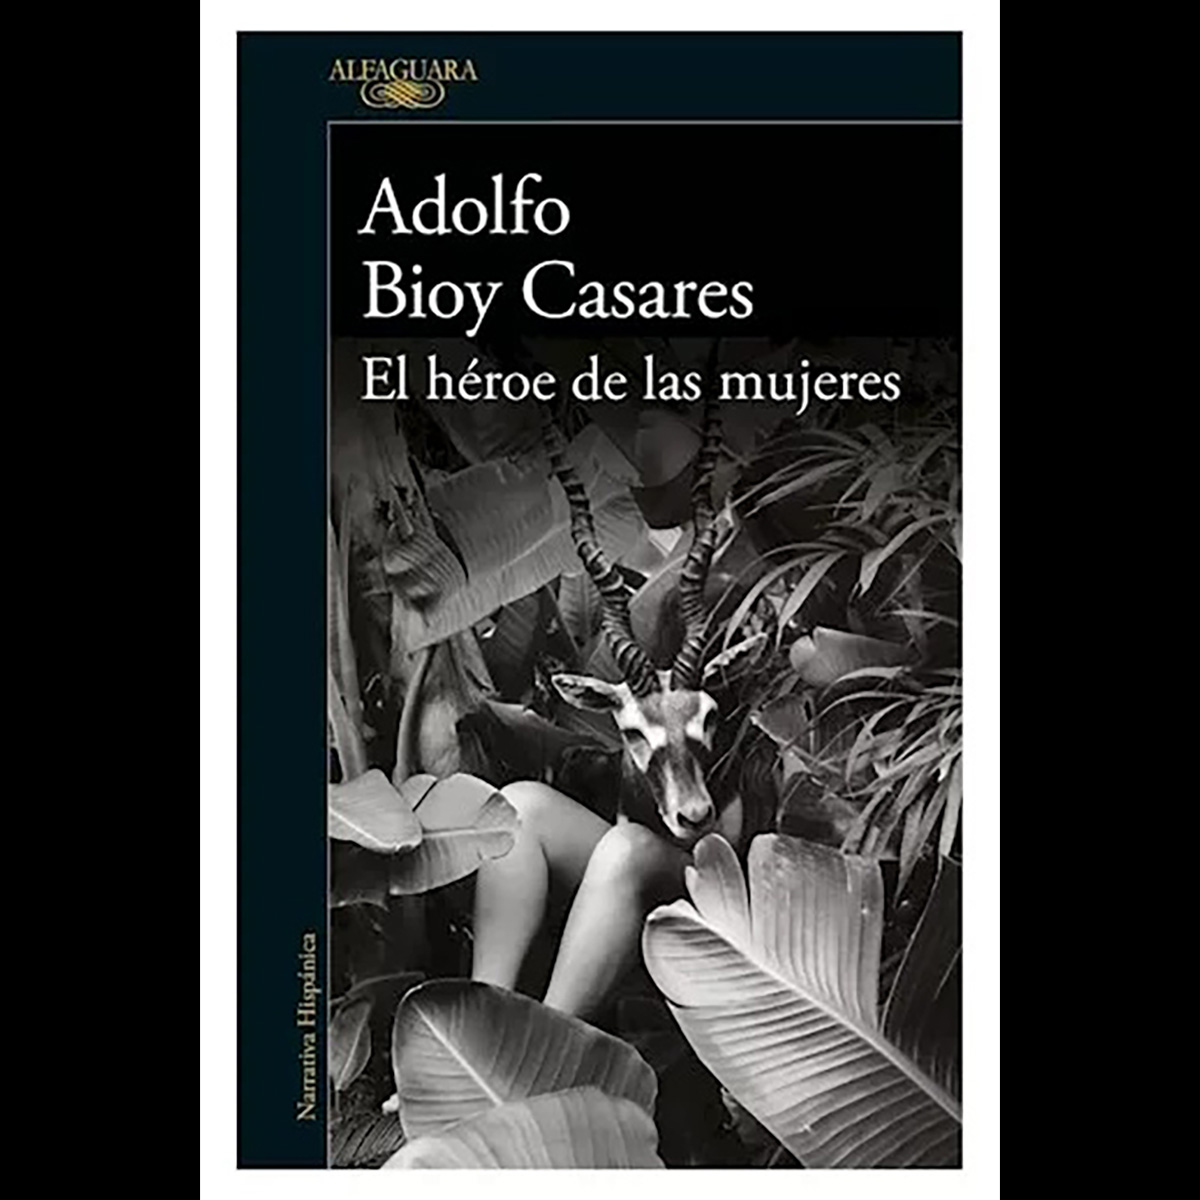 ALFAGUARA
Adolfo
Bioy Casares
El héroe de las mujeres
Narrativa Hispánica